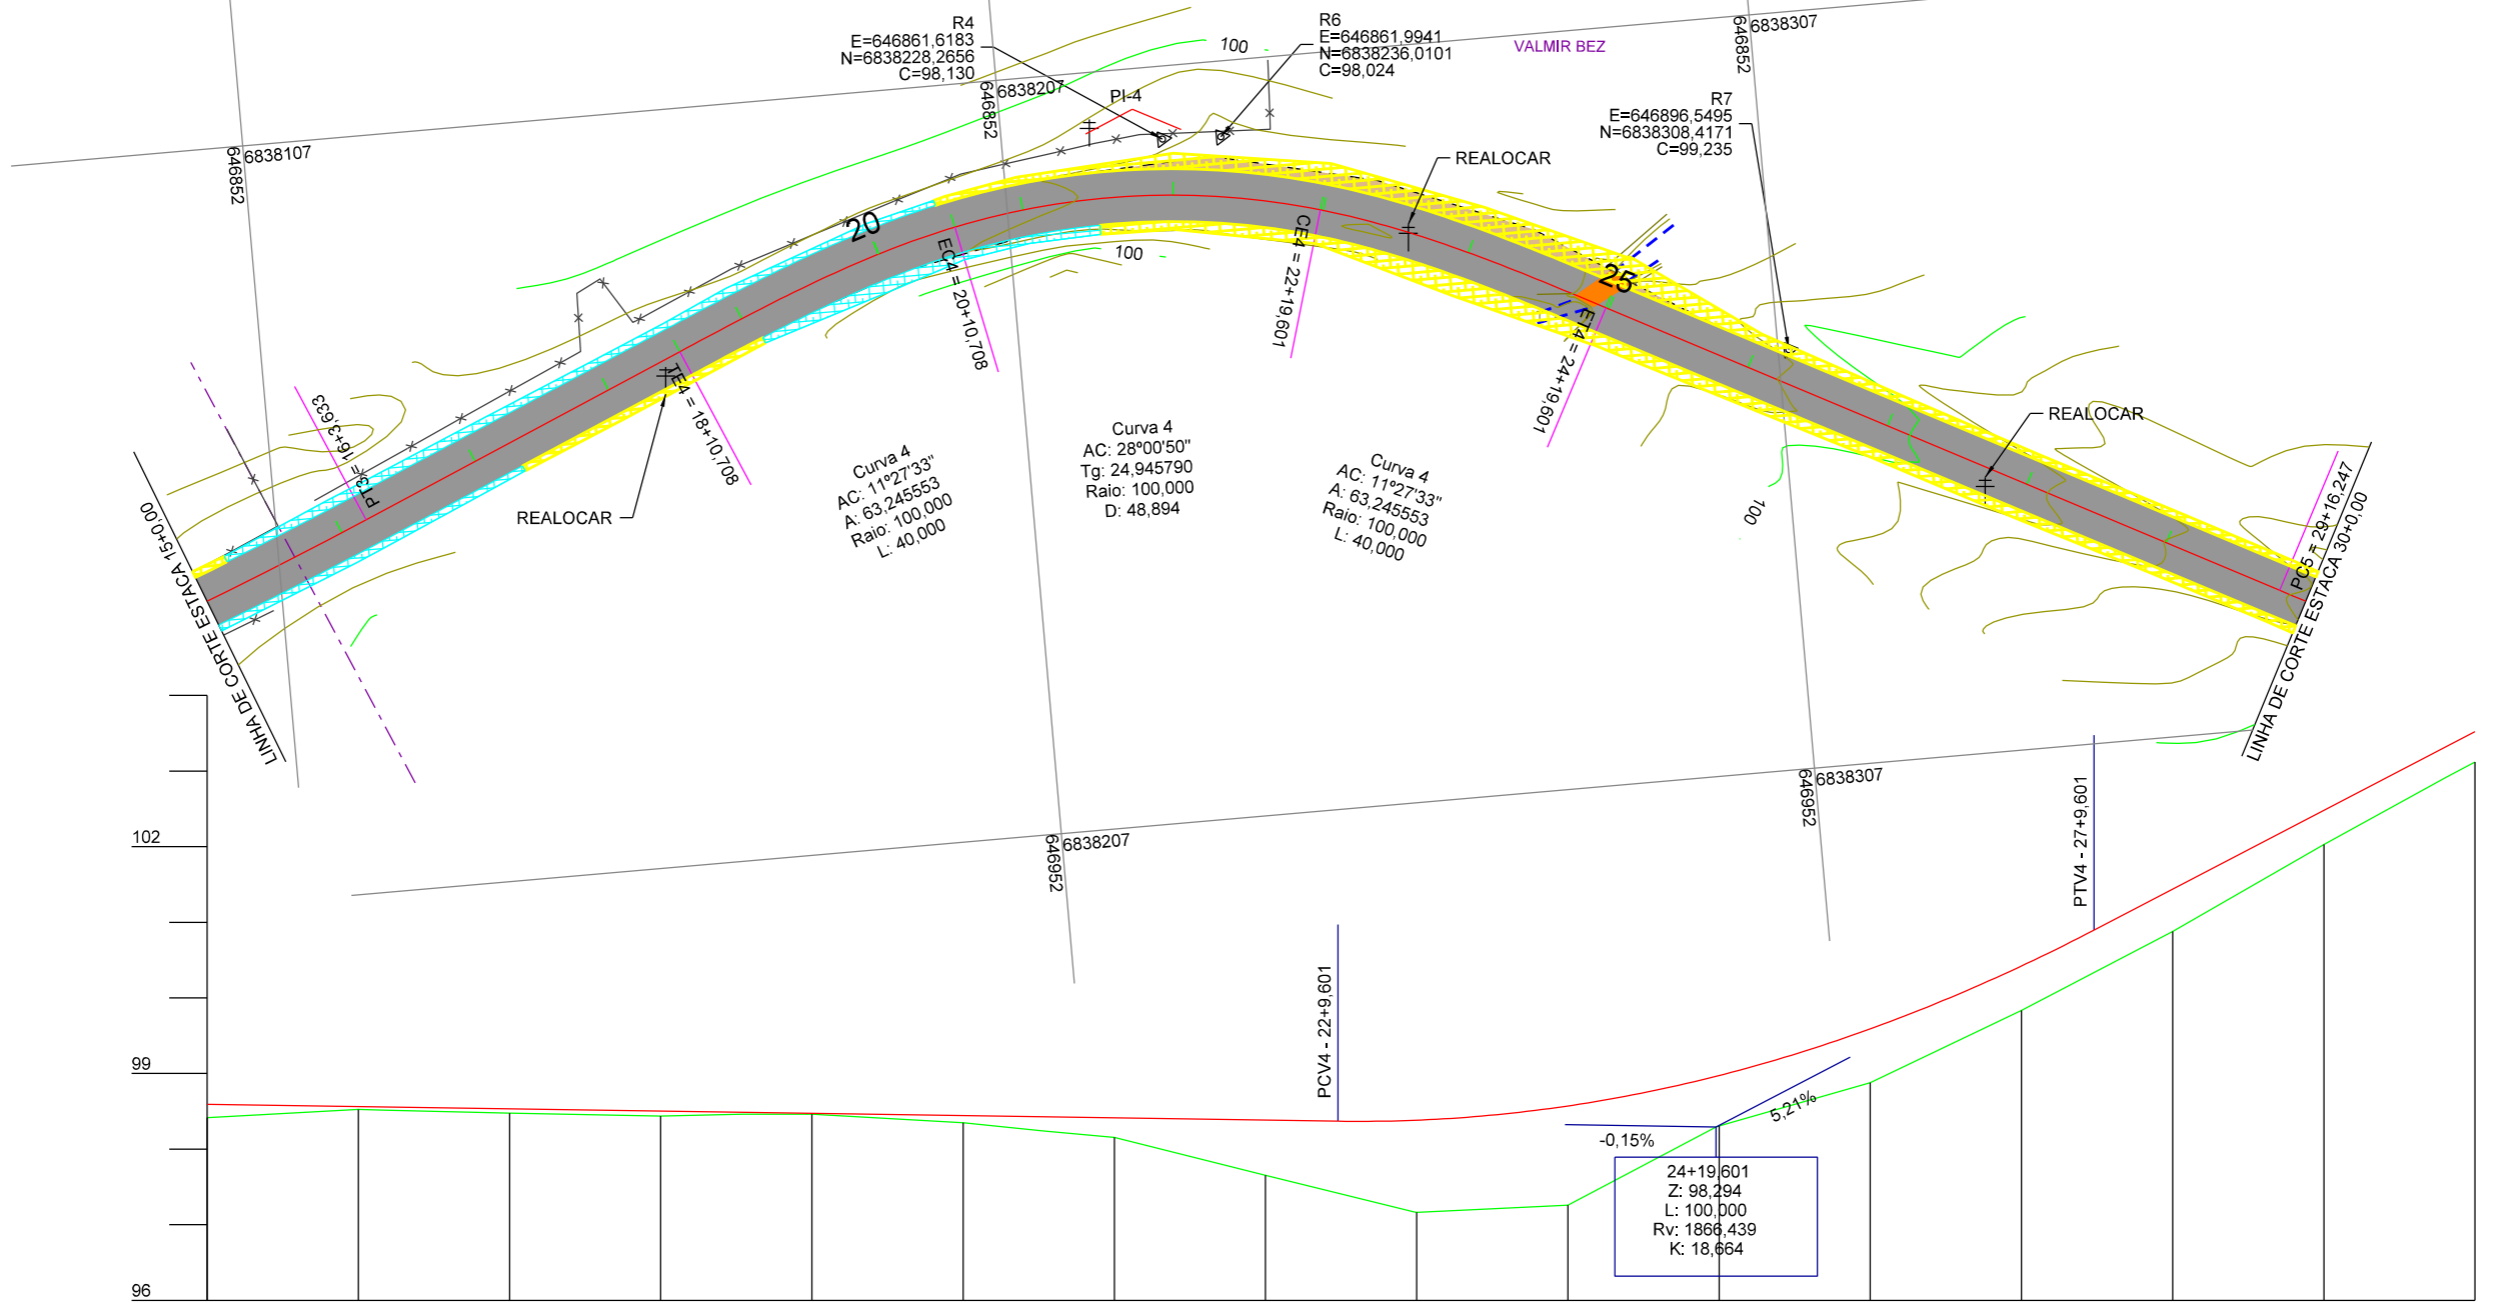 R4
E=646861,6183
N=6838228,2656
C=98,130
R6
E=646861,9941
N=6838236,0101
C=98,024
VALMIR BEZ
646852
6838307
100
646852
6838207
PI-4
R7
E=646896,5495
N=6838308,4171
C=99,235
646852
6838107
REALOCAR
20
25
100
EC4 = 20+10,708
CE4 = 22+19,601
ET4 = 24+19,601
TE4 = 18+10,708
PT3 = 16+3,633
REALOCAR
Curva 4
AC: 11º27'33"
A: 63,245553
Raio: 100,000
L: 40,000
Curva 4
AC: 28º00'50"
Tg: 24,945790
Raio: 100,000
D: 48,894
Curva 4
AC: 11º27'33"
A: 63,245553
Raio: 100,000
L: 40,000
REALOCAR
100
PC5 = 29+16,247
LINHA DE CORTE ESTACA 15+0,00
LINHA DE CORTE ESTACA 30+0,00
646952
6838307
646952
6838207
102
99
96
PCV4 - 22+9,601
PTV4 - 27+9,601
-0,15%
5,21%
24+19,601
Z: 98,294
L: 100,000
Rv: 1866,439
K: 18,664